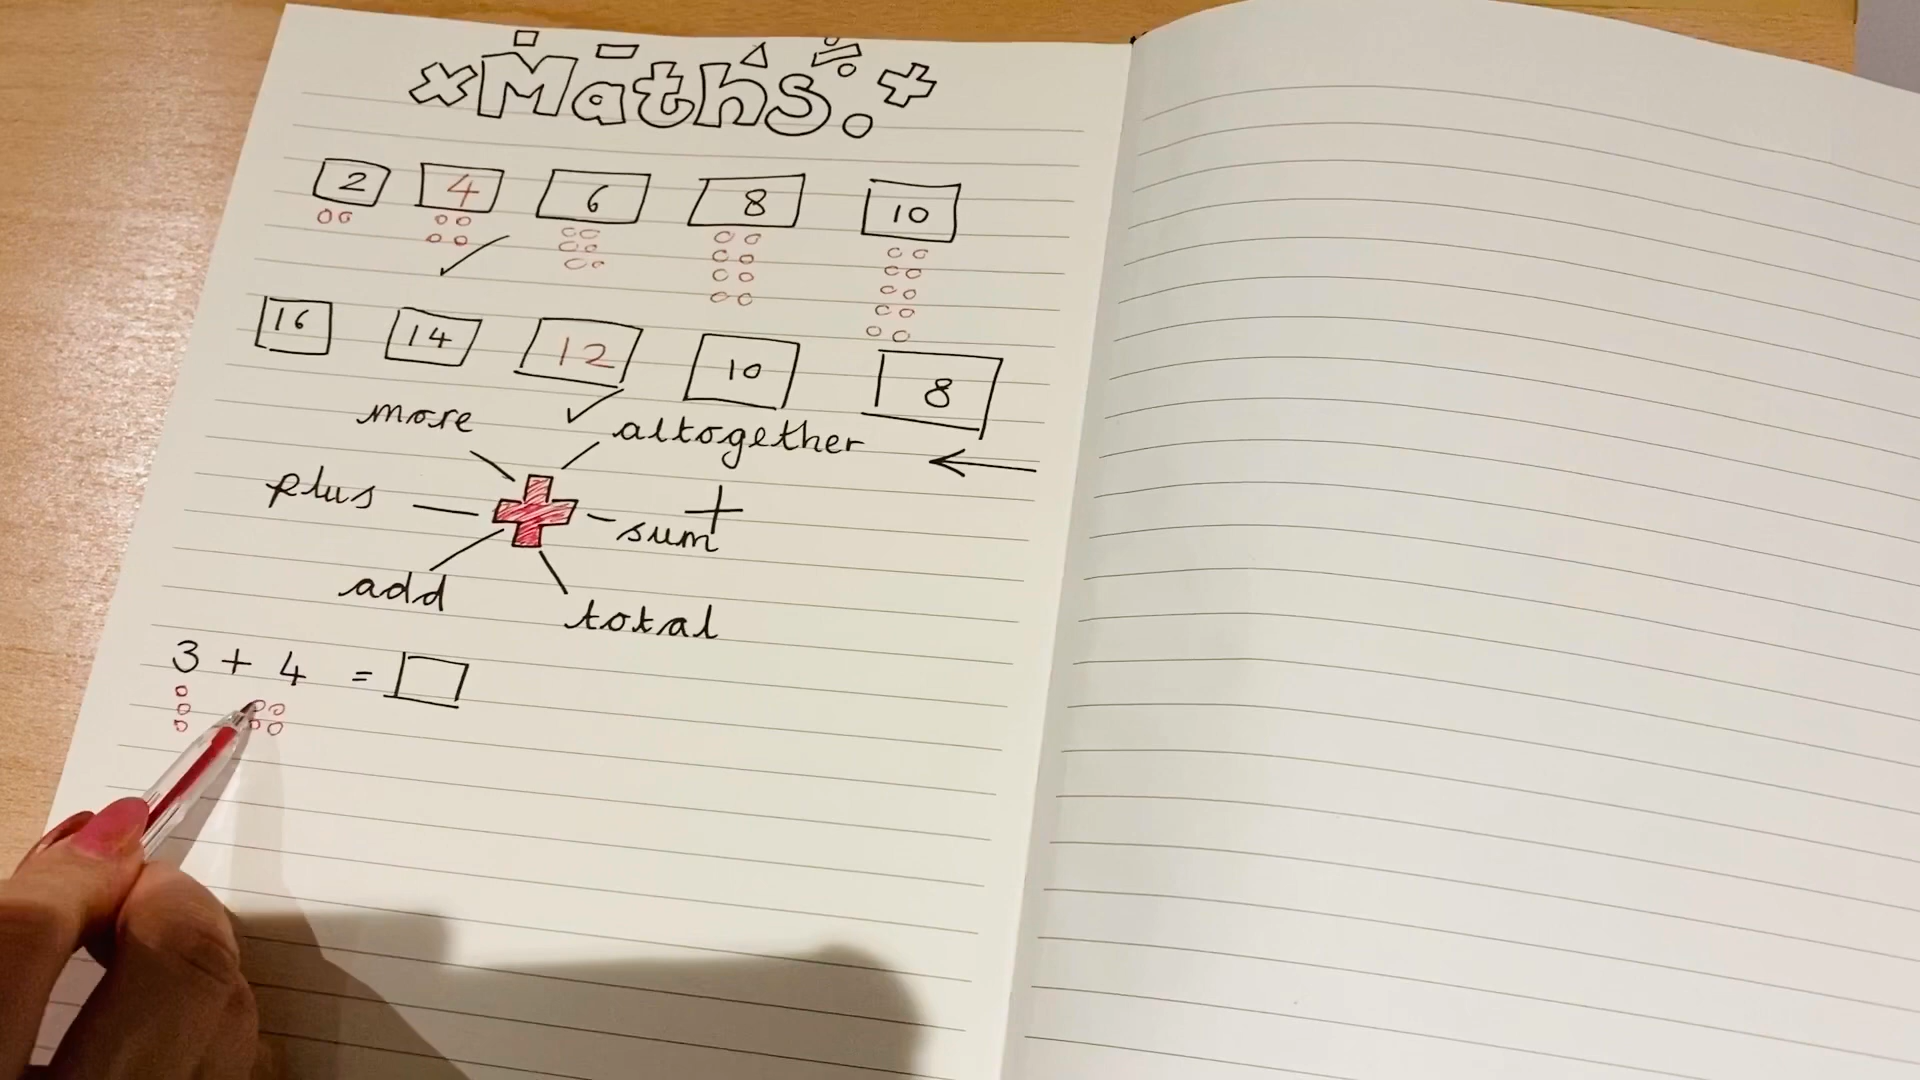 ×Maths÷+
2 4 6 8 10
16 14 12 10 8
more altogether
plus + sum
add total
3 + 4 =